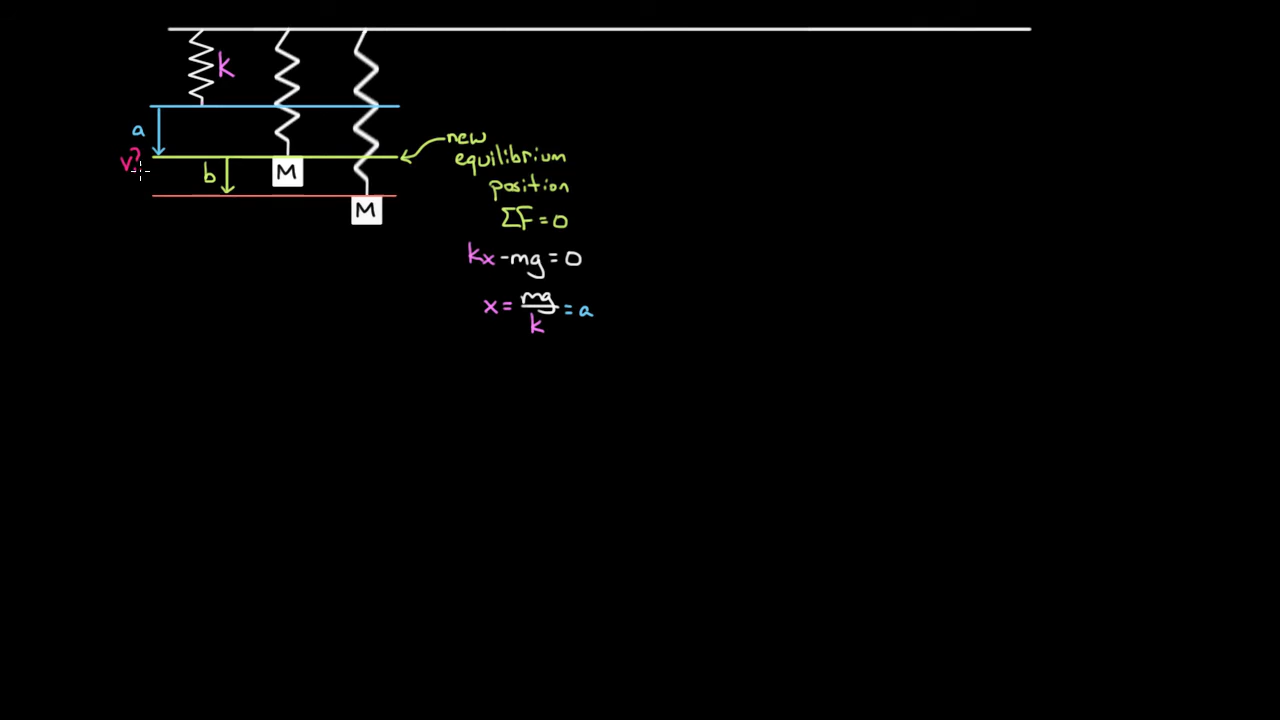 k
a
v?
b
M
M
new
equilibrium
position
ΣF = 0
kx - mg = 0
x = mg/k = a